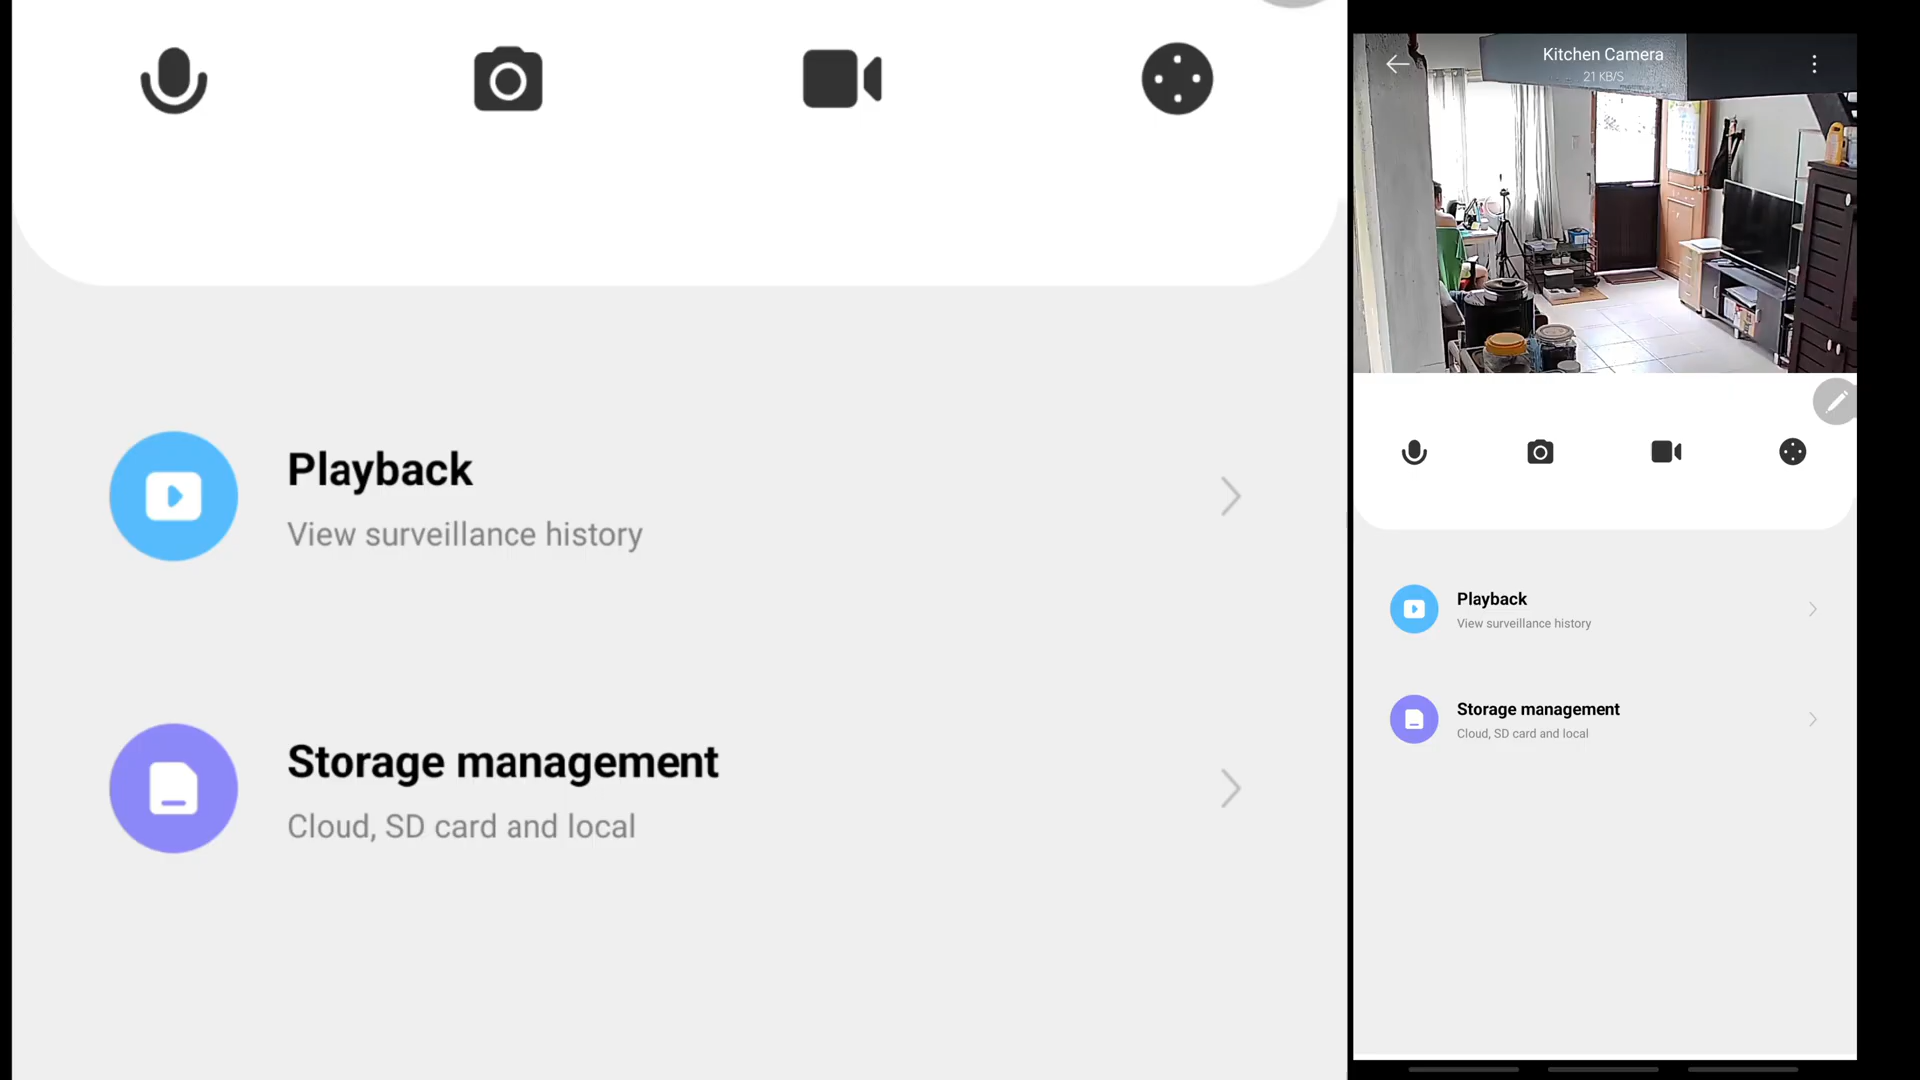 Playback
View surveillance history
Storage management
Cloud, SD card and local
Kitchen Camera
21 KB/S
Playback
View surveillance history
Storage management
Cloud, SD card and local